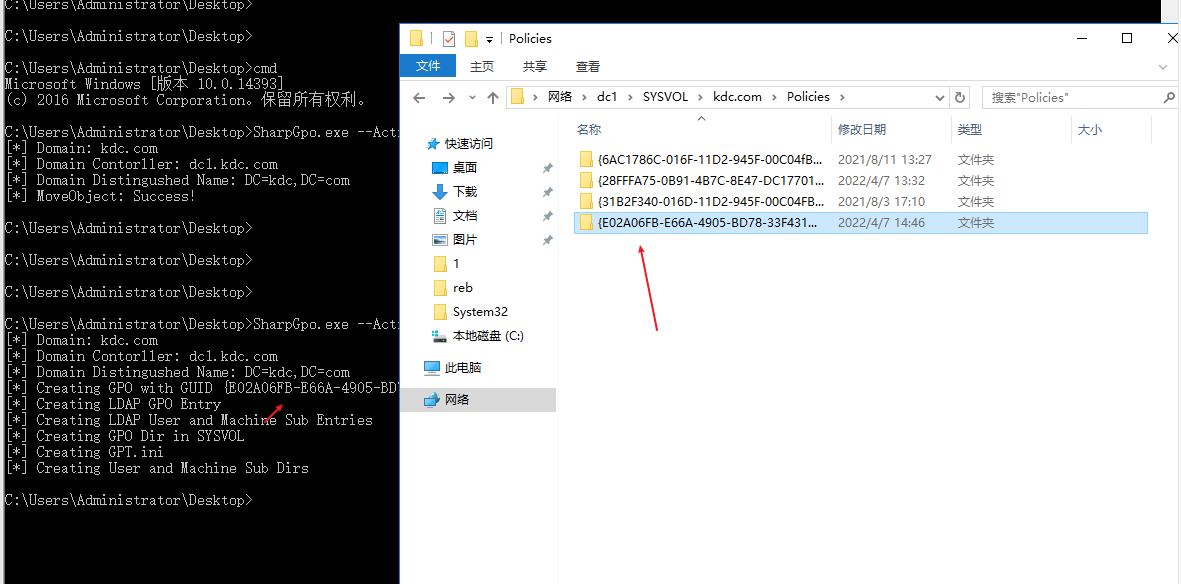 C:\Users\Administrator\Desktop>
C:\Users\Administrator\Desktop>
C:\Users\Administrator\Desktop>cmd
Microsoft Windows [版本 10.0.14393]
(c) 2016 Microsoft Corporation。保留所有权利。
C:\Users\Administrator\Desktop>SharpGpo.exe --Acti
[*] Domain: kdc.com
[*] Domain Contorller: dc1.kdc.com
[*] Domain Distingushed Name: DC=kdc,DC=com
[*] MoveObject: Success!
C:\Users\Administrator\Desktop>
C:\Users\Administrator\Desktop>
C:\Users\Administrator\Desktop>
C:\Users\Administrator\Desktop>SharpGpo.exe --Acti
[*] Domain: kdc.com
[*] Domain Contorller: dc1.kdc.com
[*] Domain Distingushed Name: DC=kdc,DC=com
[*] Creating GPO with GUID {E02A06FB-E66A-4905-BD7
[*] Creating LDAP GPO Entry
[*] Creating LDAP User and Machine Sub Entries
[*] Creating GPO Dir in SYSVOL
[*] Creating GPT.ini
[*] Creating User and Machine Sub Dirs
C:\Users\Administrator\Desktop>
Policies
文件 主页 共享 查看
网络 dc1 SYSVOL kdc.com Policies 搜索"Policies"
快速访问
桌面
下载
文档
图片
1
reb
System32
本地磁盘 (C:)
此电脑
网络
名称 修改日期 类型 大小
{6AC1786C-016F-11D2-945F-00C04fB... 2021/8/11 13:27 文件夹
{28FFFA75-0B91-4B7C-8E47-DC17701... 2022/4/7 13:32 文件夹
{31B2F340-016D-11D2-945F-00C04FB... 2021/8/3 17:10 文件夹
{E02A06FB-E66A-4905-BD78-33F431... 2022/4/7 14:46 文件夹